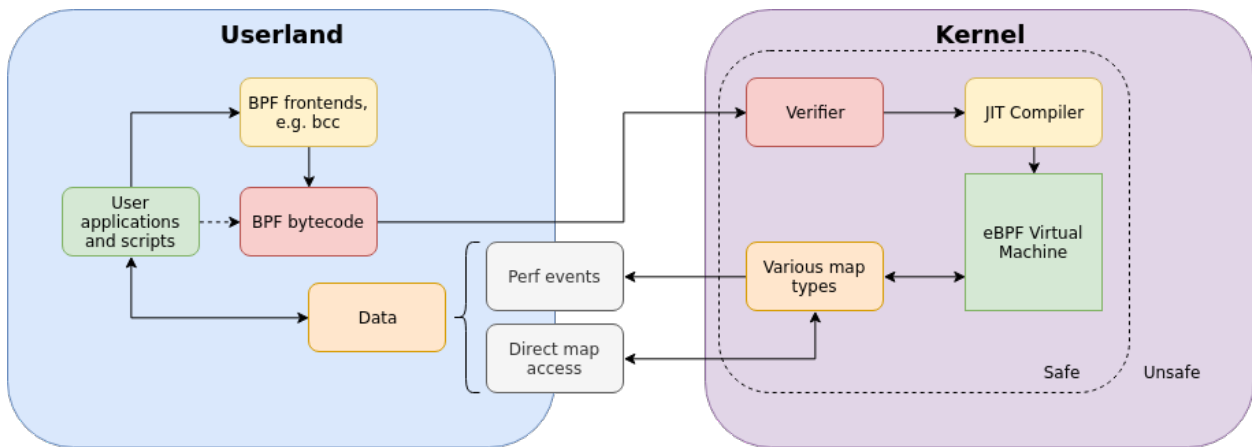 Userland
Kernel
BPF frontends,
e.g. bcc
Verifier
JIT Compiler
User
applications
and scripts
BPF bytecode
eBPF Virtual
Machine
Perf events
Various map
types
Data
Direct map
access
Safe
Unsafe